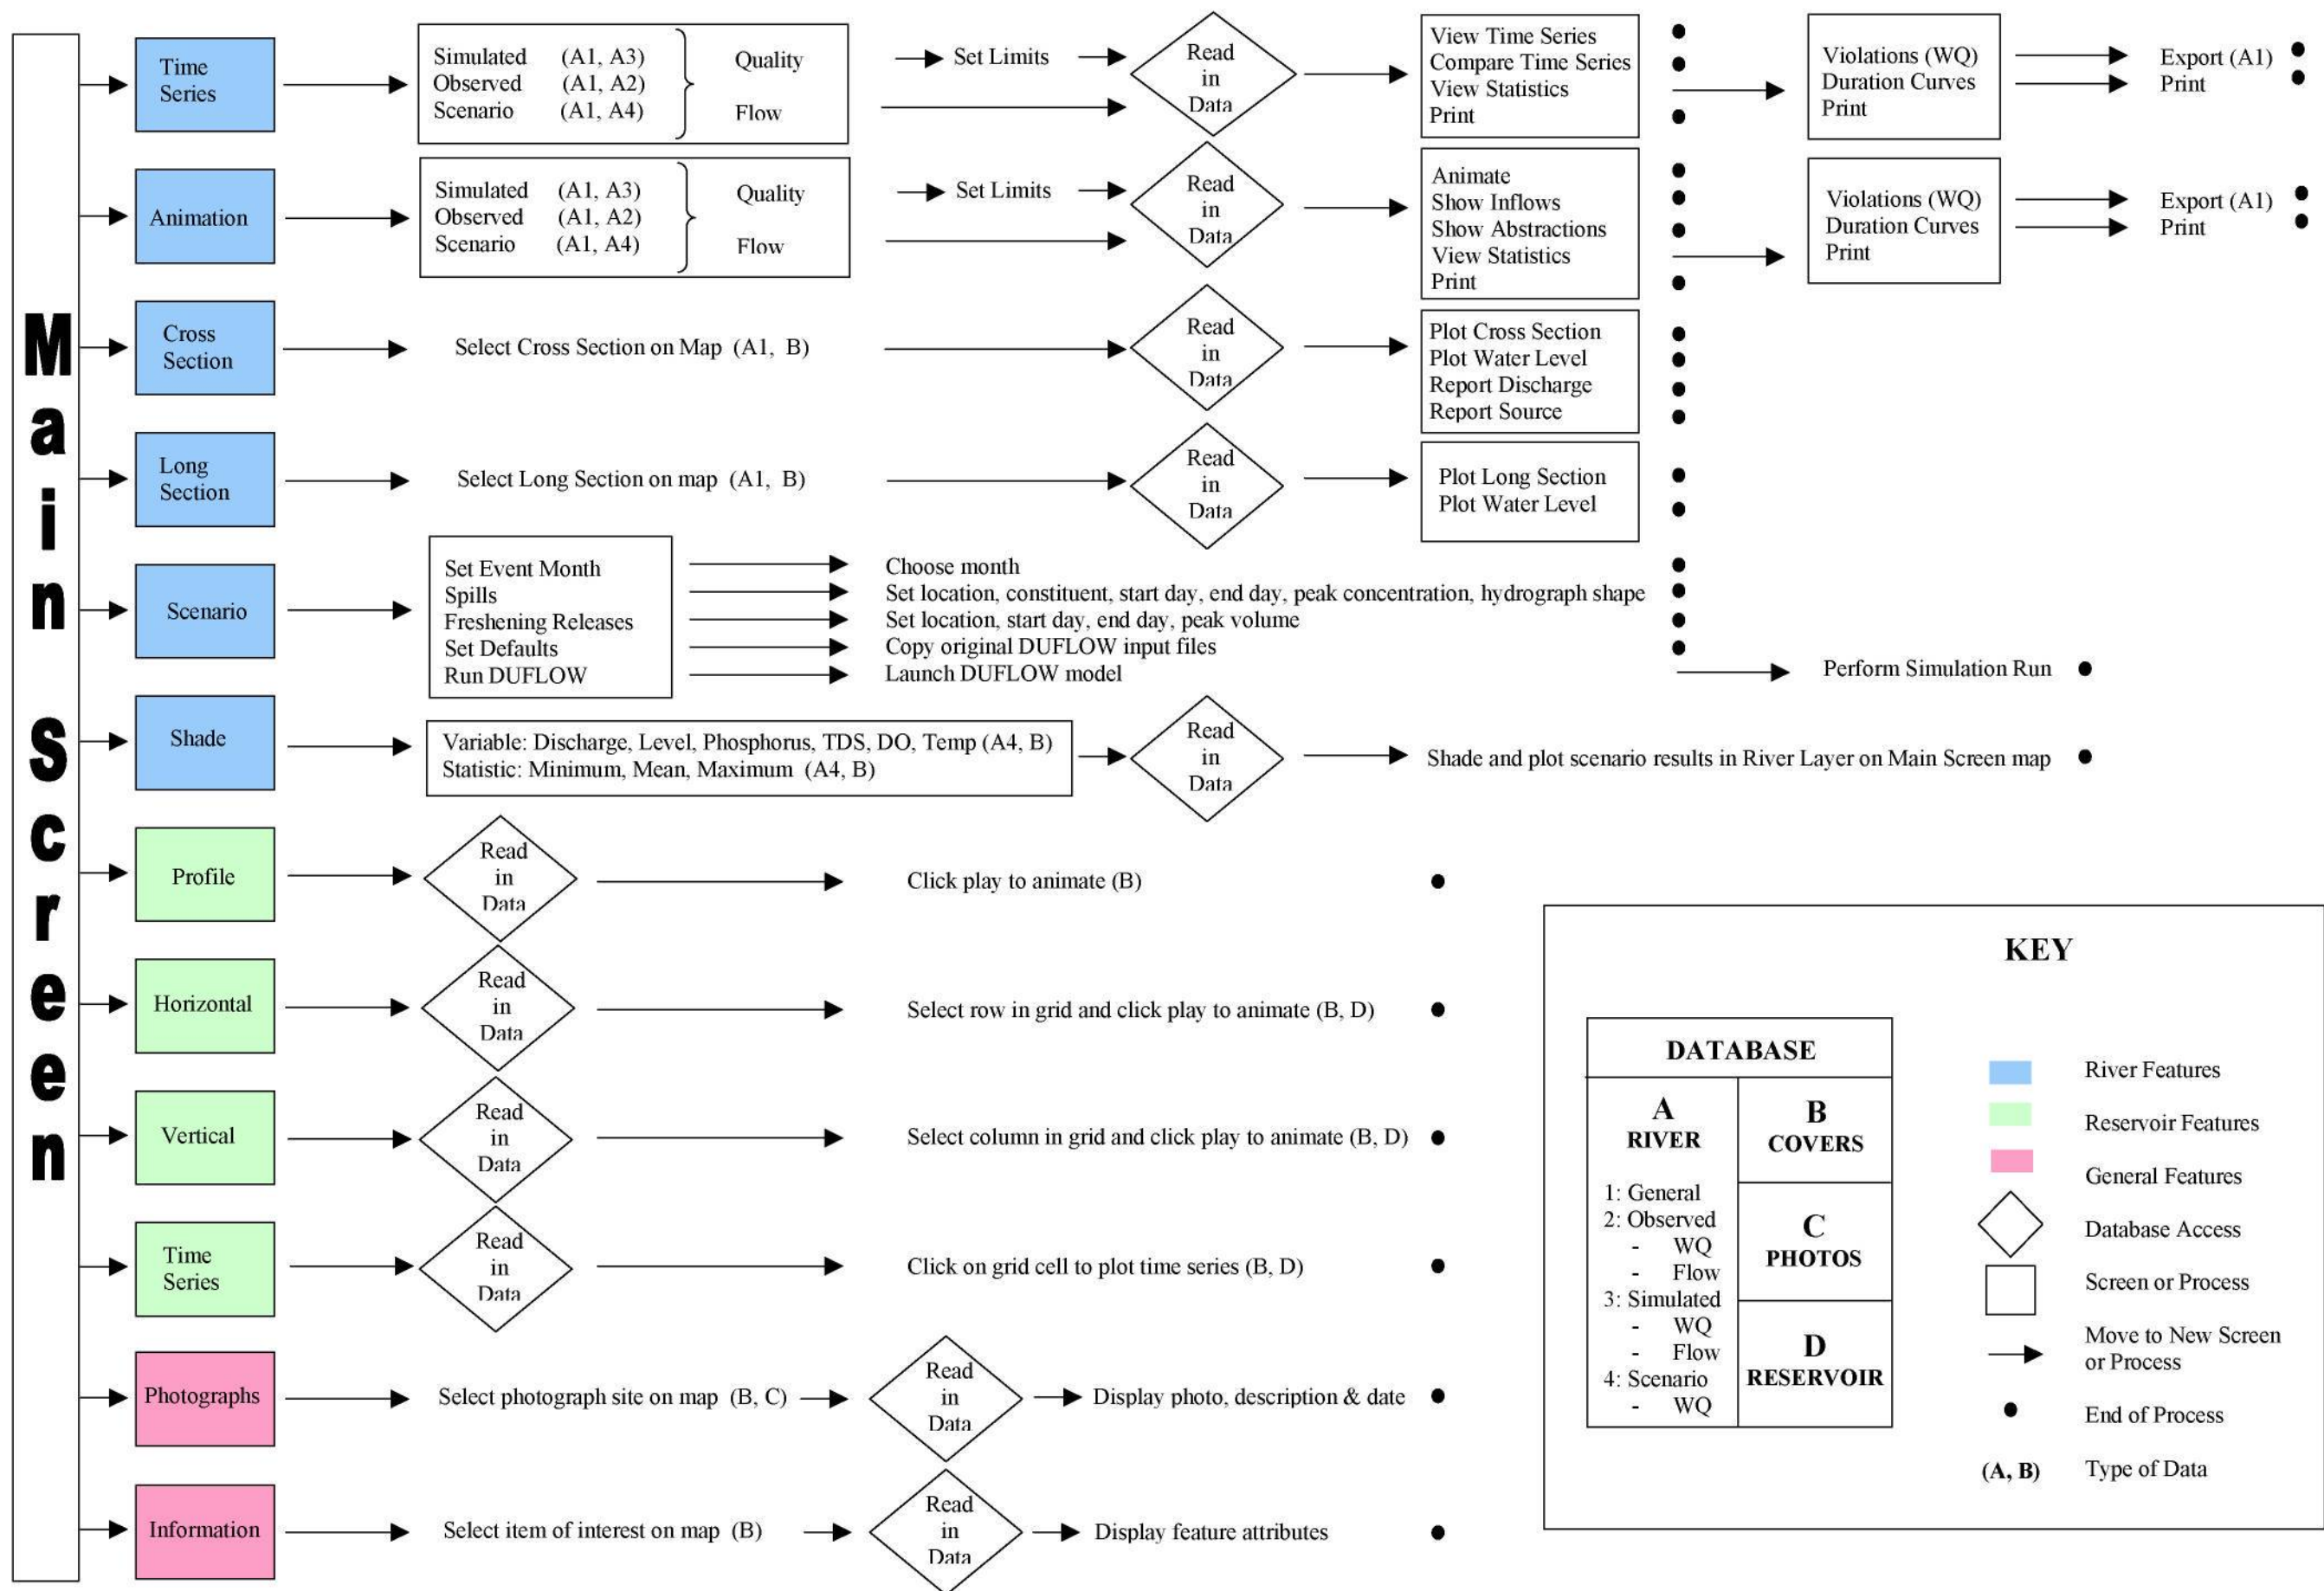 Main Screen
Time
Series
Simulated (A1, A3)
Observed (A1, A2)
Scenario (A1, A4)
Quality
Flow
Set Limits
Read
in
Data
View Time Series
Compare Time Series
View Statistics
Print
Violations (WQ)
Duration Curves
Print
Export (A1)
Print
Animation
Simulated (A1, A3)
Observed (A1, A2)
Scenario (A1, A4)
Quality
Flow
Set Limits
Read
in
Data
Animate
Show Inflows
Show Abstractions
View Statistics
Print
Violations (WQ)
Duration Curves
Print
Export (A1)
Print
Cross
Section
Select Cross Section on Map (A1, B)
Read
in
Data
Plot Cross Section
Plot Water Level
Report Discharge
Report Source
Long
Section
Select Long Section on map (A1, B)
Read
in
Data
Plot Long Section
Plot Water Level
Scenario
Set Event Month
Spills
Freshening Releases
Set Defaults
Run DUFLOW
Choose month
Set location, constituent, start day, end day, peak concentration, hydrograph shape
Set location, start day, end day, peak volume
Copy original DUFLOW input files
Launch DUFLOW model
Perform Simulation Run
Shade
Variable: Discharge, Level, Phosphorus, TDS, DO, Temp (A4, B)
Statistic: Minimum, Mean, Maximum (A4, B)
Read
in
Data
Shade and plot scenario results in River Layer on Main Screen map
Profile
Read
in
Data
Click play to animate (B)
Horizontal
Read
in
Data
Select row in grid and click play to animate (B, D)
Vertical
Read
in
Data
Select column in grid and click play to animate (B, D)
Time
Series
Read
in
Data
Click on grid cell to plot time series (B, D)
Photographs
Select photograph site on map (B, C)
Read
in
Data
Display photo, description & date
Information
Select item of interest on map (B)
Read
in
Data
Display feature attributes
KEY
DATABASE
A
RIVER
1: General
2: Observed
- WQ
- Flow
3: Simulated
- WQ
- Flow
4: Scenario
- WQ
B
COVERS
C
PHOTOS
D
RESERVOIR
River Features
Reservoir Features
General Features
Database Access
Screen or Process
Move to New Screen
or Process
End of Process
(A, B) Type of Data